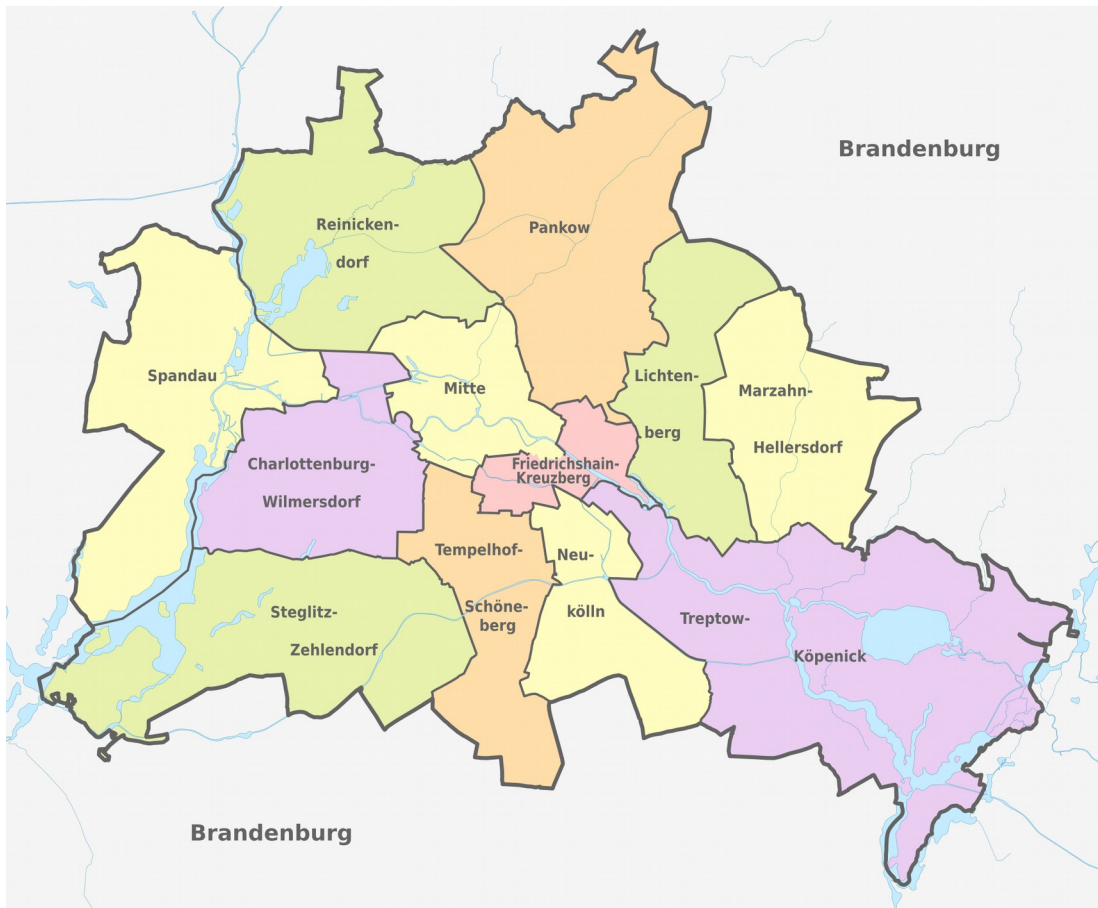 Brandenburg
Reinicken-
dorf
Pankow
Spandau
Mitte
Lichten-
berg
Marzahn-
Hellersdorf
Charlottenburg-
Wilmersdorf
Friedrichshain-
Kreuzberg
Tempelhof-
Schöne-
berg
Neu-
kölln
Steglitz-
Zehlendorf
Treptow-
Köpenick
Brandenburg